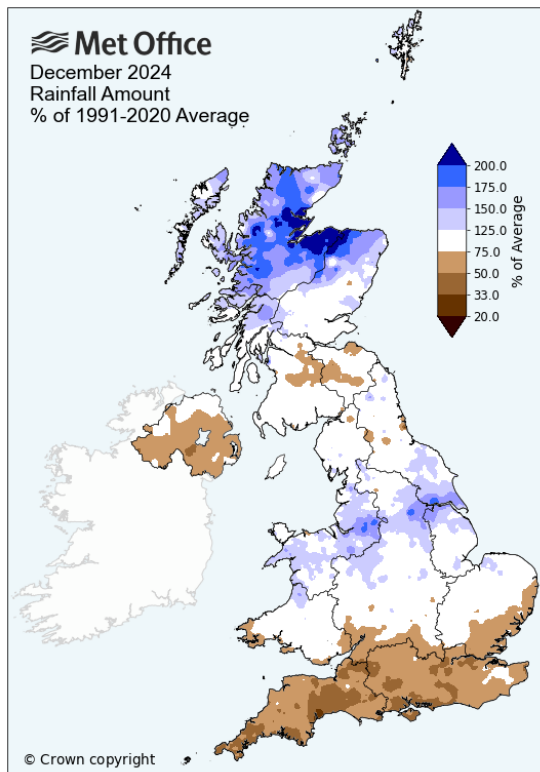 Met Office
December 2024
Rainfall Amount
% of 1991-2020 Average
200.0
175.0
150.0
125.0
75.0
50.0
33.0
20.0
% of Average
© Crown copyright